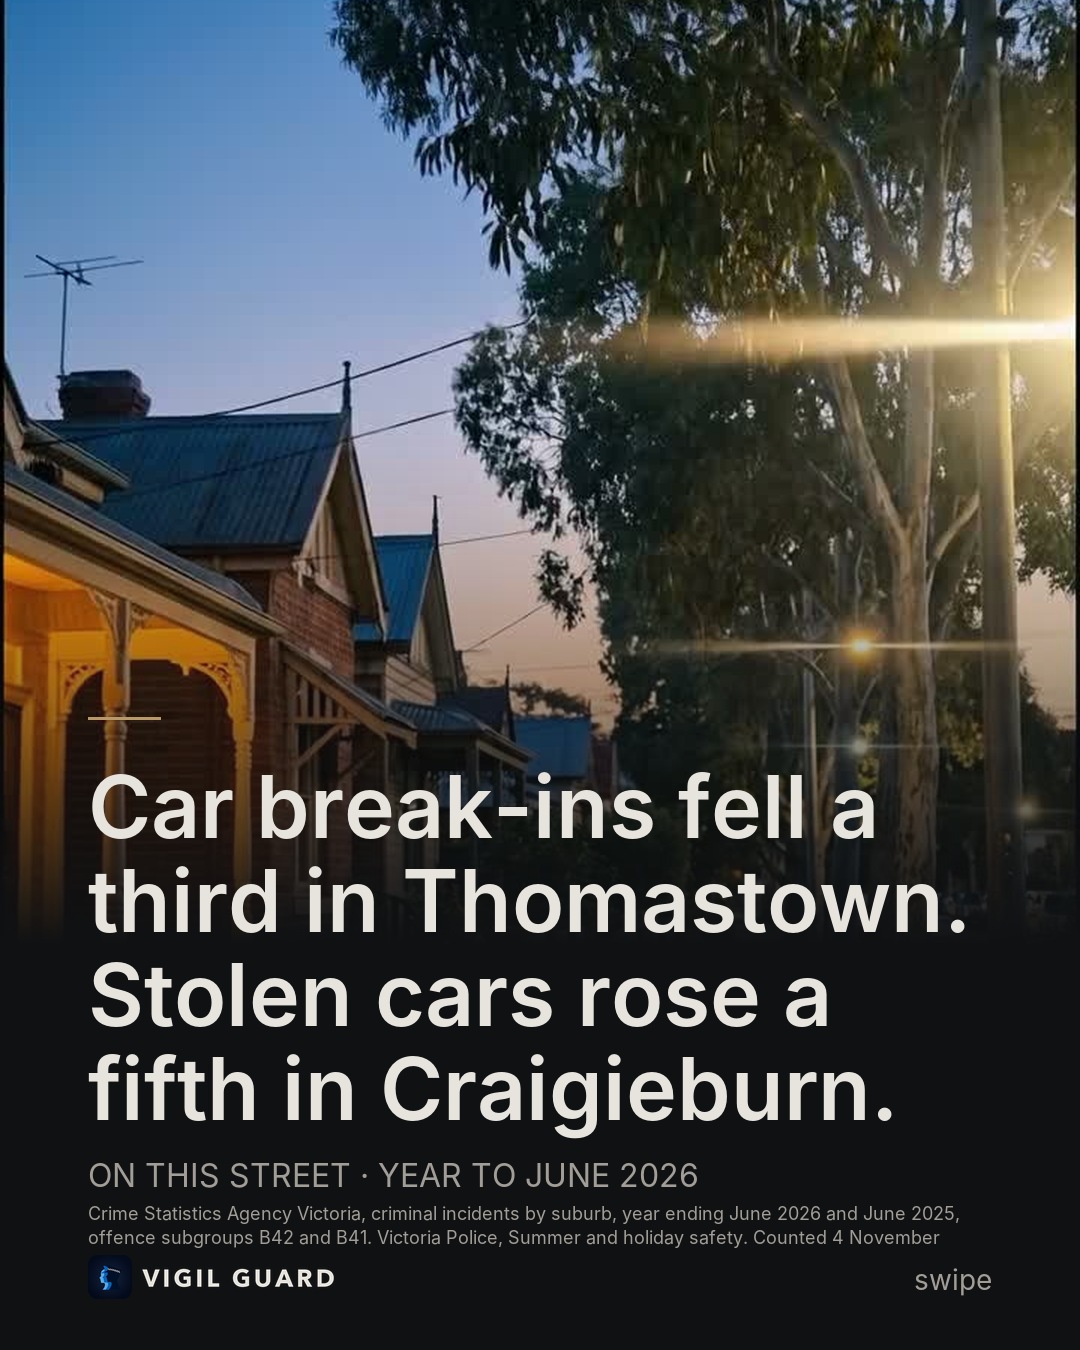 Car break-ins fell a
third in Thomastown.
Stolen cars rose a
fifth in Craigieburn.
ON THIS STREET · YEAR TO JUNE 2026
Crime Statistics Agency Victoria, criminal incidents by suburb, year ending June 2026 and June 2025,
offence subgroups B42 and B41. Victoria Police, Summer and holiday safety. Counted 4 November
VIGIL GUARD
swipe